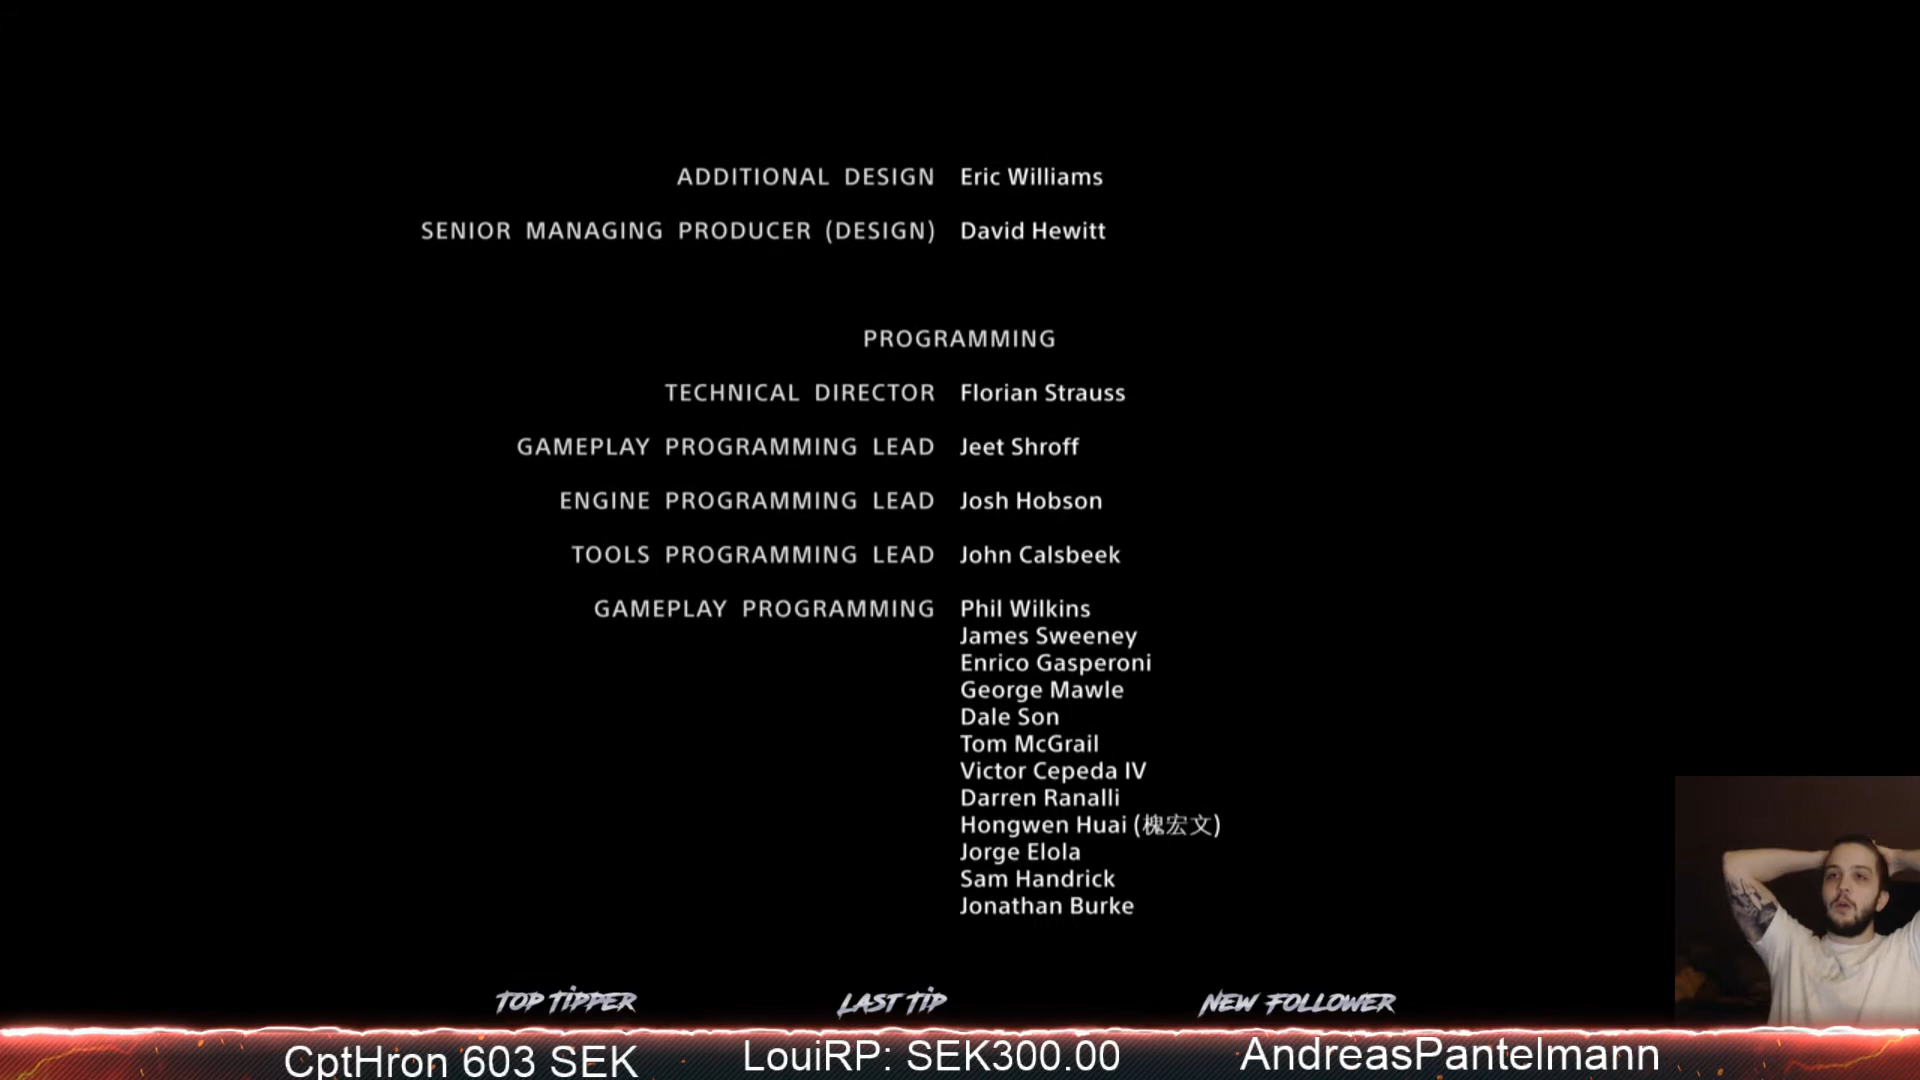 ADDITIONAL DESIGN Eric Williams
SENIOR MANAGING PRODUCER (DESIGN) David Hewitt
PROGRAMMING
TECHNICAL DIRECTOR Florian Strauss
GAMEPLAY PROGRAMMING LEAD Jeet Shroff
ENGINE PROGRAMMING LEAD Josh Hobson
TOOLS PROGRAMMING LEAD John Calsbeek
GAMEPLAY PROGRAMMING Phil Wilkins
James Sweeney
Enrico Gasperoni
George Mawle
Dale Son
Tom McGrail
Victor Cepeda IV
Darren Ranalli
Hongwen Huai (槐宏文)
Jorge Elola
Sam Handrick
Jonathan Burke
TOP TIPPER LAST TIP NEW FOLLOWER
CptHron 603 SEK LouiRP: SEK300.00 AndreasPantelmann